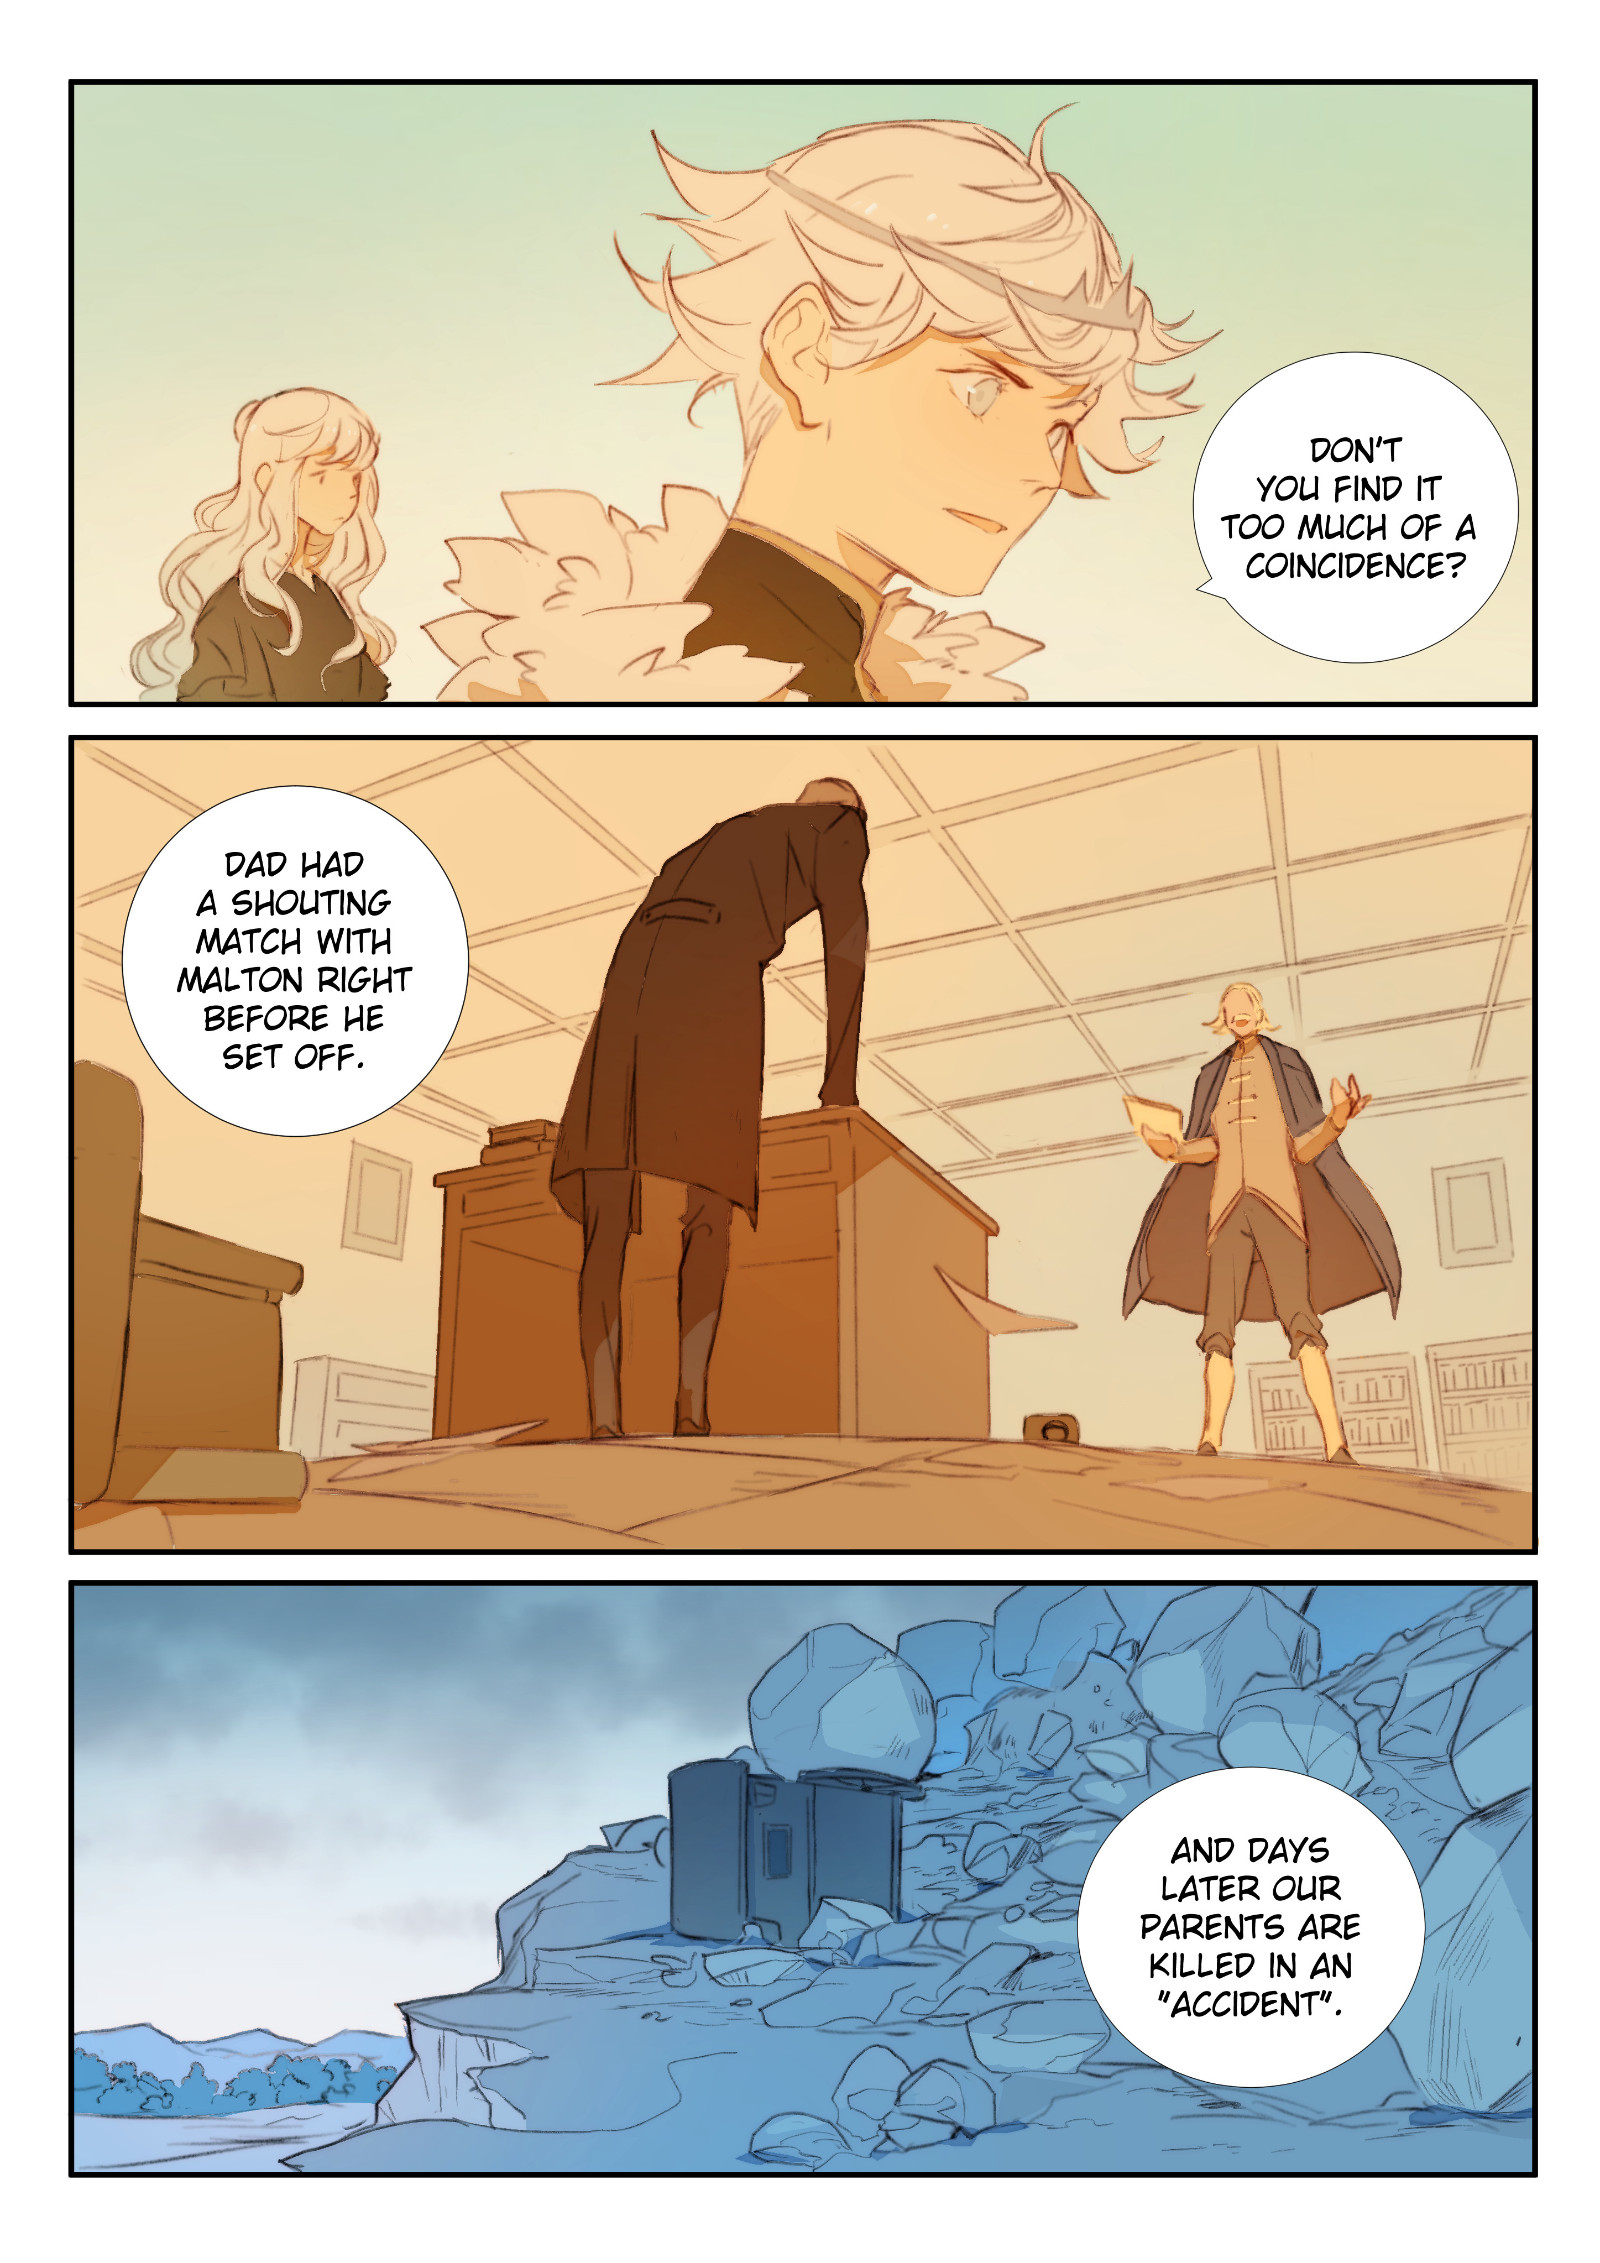 DON'T
YOU FIND IT
TOO MUCH OF A
COINCIDENCE?
DAD HAD
A SHOUTING
MATCH WITH
MALTON RIGHT
BEFORE HE
SET OFF.
AND DAYS
LATER OUR
PARENTS ARE
KILLED IN AN
"ACCIDENT".